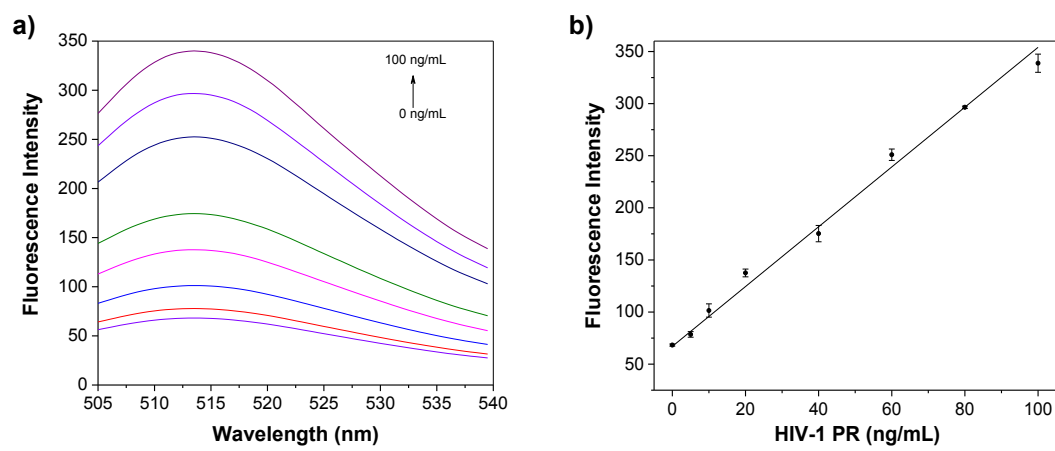 a)
350
300
250
200
150
100
50
0
505 510 515 520 525 530 535 540
Fluorescence Intensity
Wavelength (nm)
100 ng/mL
0 ng/mL
b)
350
300
250
200
150
100
50
0 20 40 60 80 100
Fluorescence Intensity
HIV-1 PR (ng/mL)